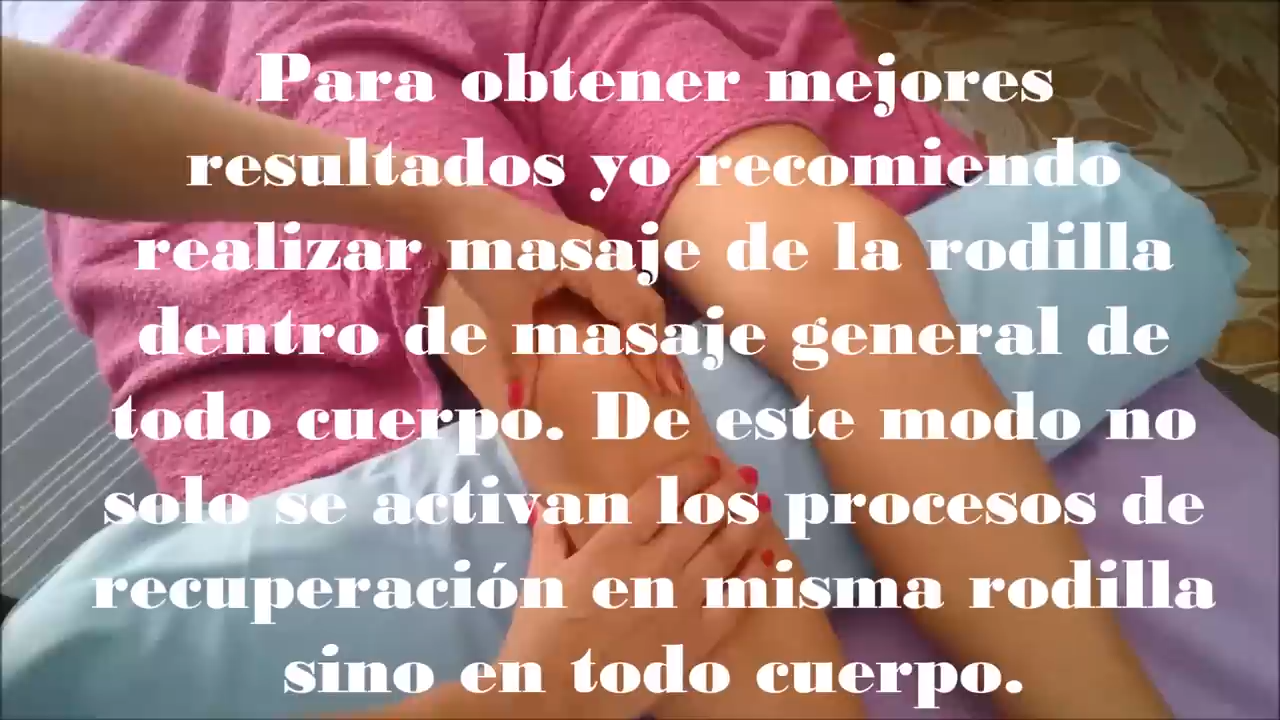 Para obtener mejores
resultados yo recomiendo
realizar masaje de la rodilla
dentro de masaje general de
todo cuerpo. De este modo no
solo se activan los procesos de
recuperación en misma rodilla
sino en todo cuerpo.